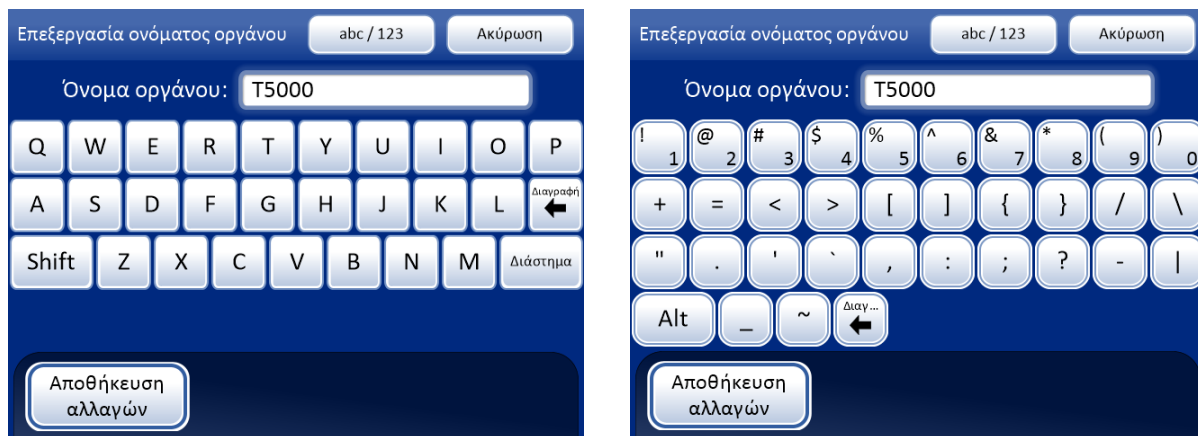 Επεξεργασία ονόματος οργάνου abc / 123 Ακύρωση
Όνομα οργάνου: T5000
Q W E R T Y U I O P
A S D F G H J K L Διαγραφή
Shift Z X C V B N M Διάστημα
Αποθήκευση
αλλαγών
Επεξεργασία ονόματος οργάνου abc / 123 Ακύρωση
Όνομα οργάνου: T5000
! 1 @ 2 # 3 $ 4 % 5 ^ 6 & 7 * 8 ( 9 ) 0
+ = < > [ ] { } / \
" . ' ` , : ; ? - |
Alt _ ~ Διαγ...
Αποθήκευση
αλλαγών